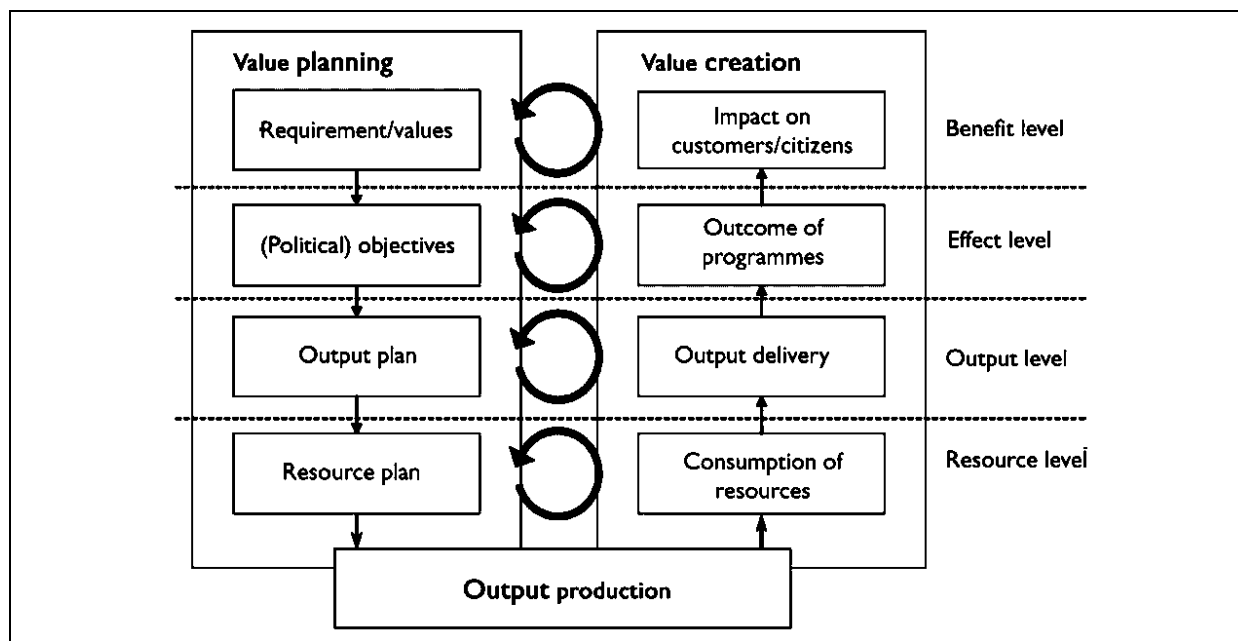 Value planning
Requirement/values
(Political) objectives
Output plan
Resource plan
Value creation
Impact on
customers/citizens
Outcome of
programmes
Output delivery
Consumption of
resources
Benefit level
Effect level
Output level
Resource level
Output production